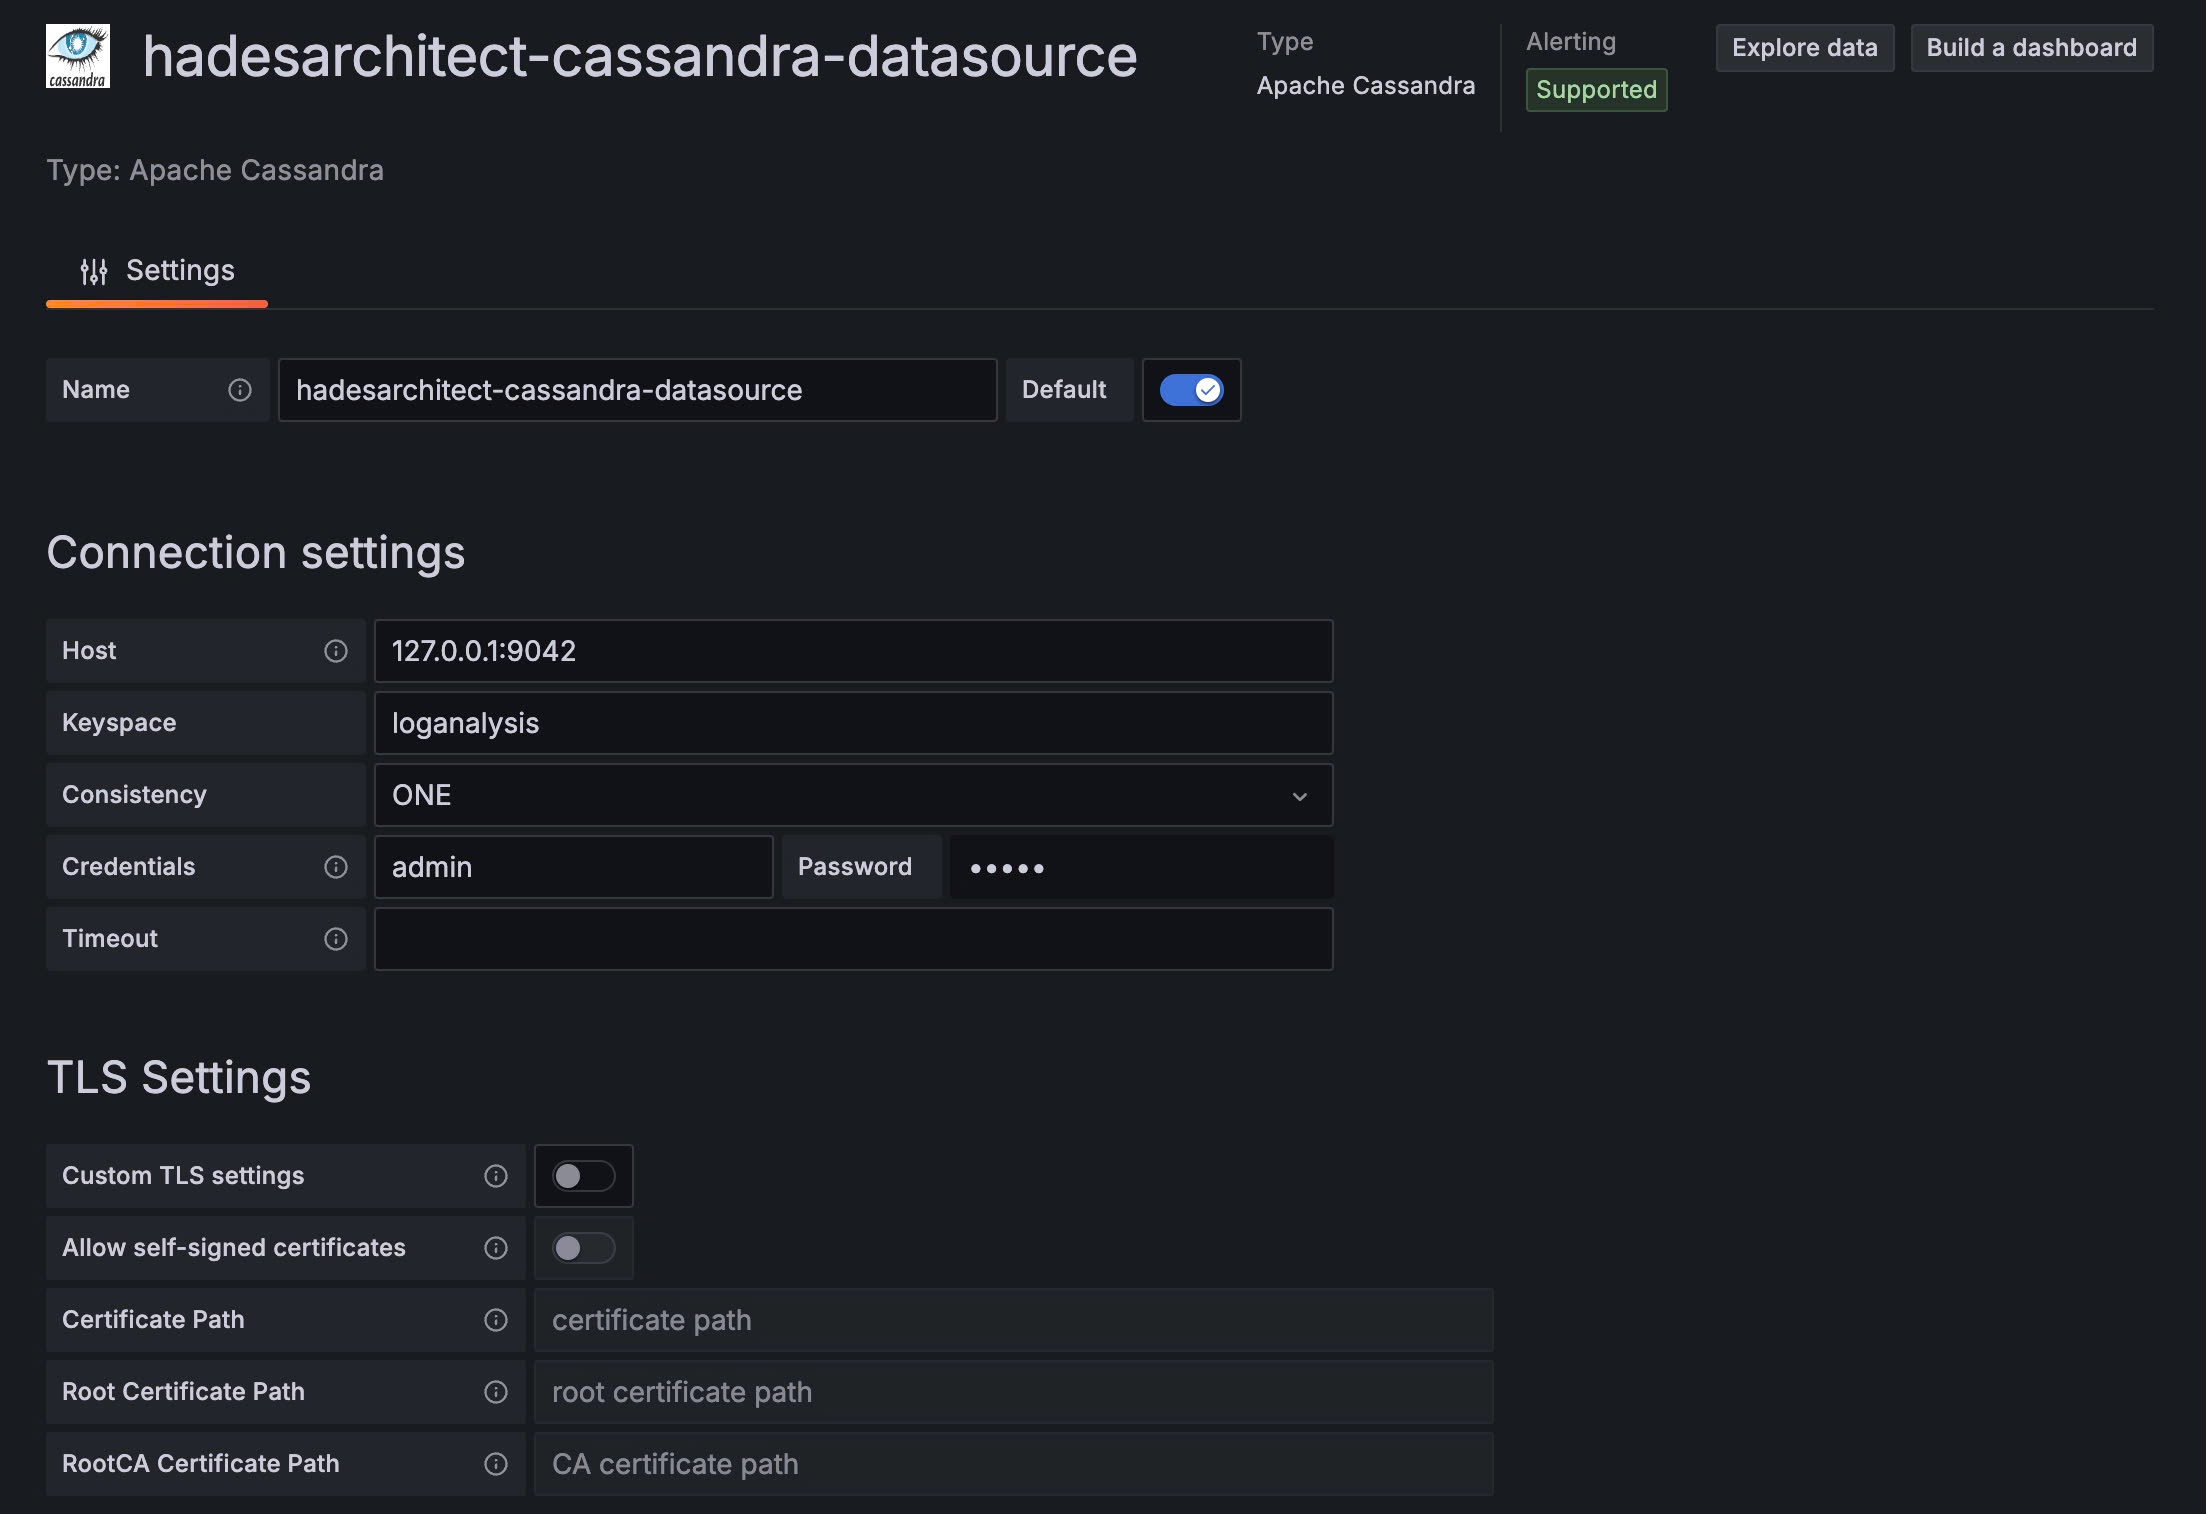 cassandra
hadesarchitect-cassandra-datasource
Type
Apache Cassandra
Alerting
Supported
Explore data
Build a dashboard
Type: Apache Cassandra
Settings
Name
hadesarchitect-cassandra-datasource
Default
Connection settings
Host
127.0.0.1:9042
Keyspace
loganalysis
Consistency
ONE
Credentials
admin
Password
•••••
Timeout
TLS Settings
Custom TLS settings
Allow self-signed certificates
Certificate Path
certificate path
Root Certificate Path
root certificate path
RootCA Certificate Path
CA certificate path